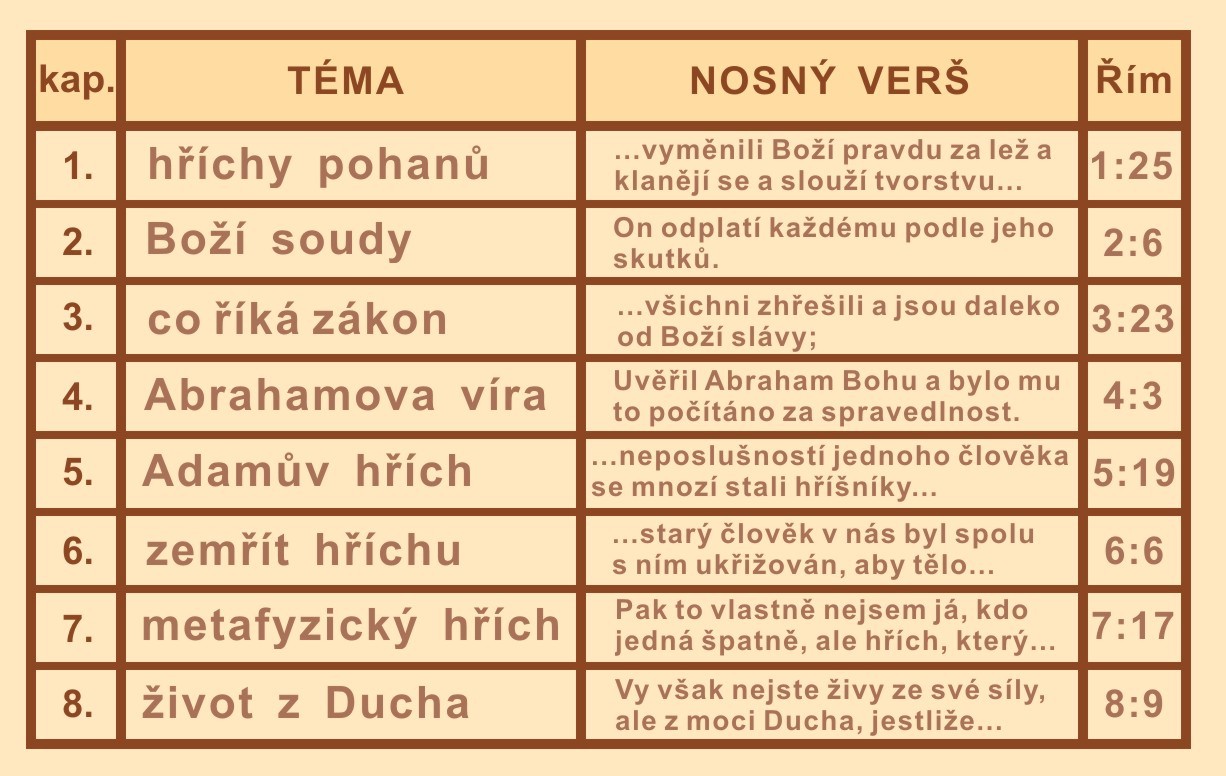 kap. TÉMA NOSNÝ VERŠ Řím
1. hříchy pohanů …vyměnili Boží pravdu za lež a
klanějí se a slouží tvorstvu… 1:25
2. Boží soudy On odplatí každému podle jeho
skutků. 2:6
3. co říká zákon …všichni zhřešili a jsou daleko
od Boží slávy; 3:23
4. Abrahamova víra Uvěřil Abraham Bohu a bylo mu
to počítáno za spravedlnost. 4:3
5. Adamův hřích …neposlušností jednoho člověka
se mnozí stali hříšníky… 5:19
6. zemřít hříchu …starý člověk v nás byl spolu
s ním ukřižován, aby tělo… 6:6
7. metafyzický hřích Pak to vlastně nejsem já, kdo
jedná špatně, ale hřích, který… 7:17
8. život z Ducha Vy však nejste živy ze své síly,
ale z moci Ducha, jestliže… 8:9